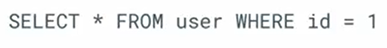 SELECT * FROM user WHERE id = 1